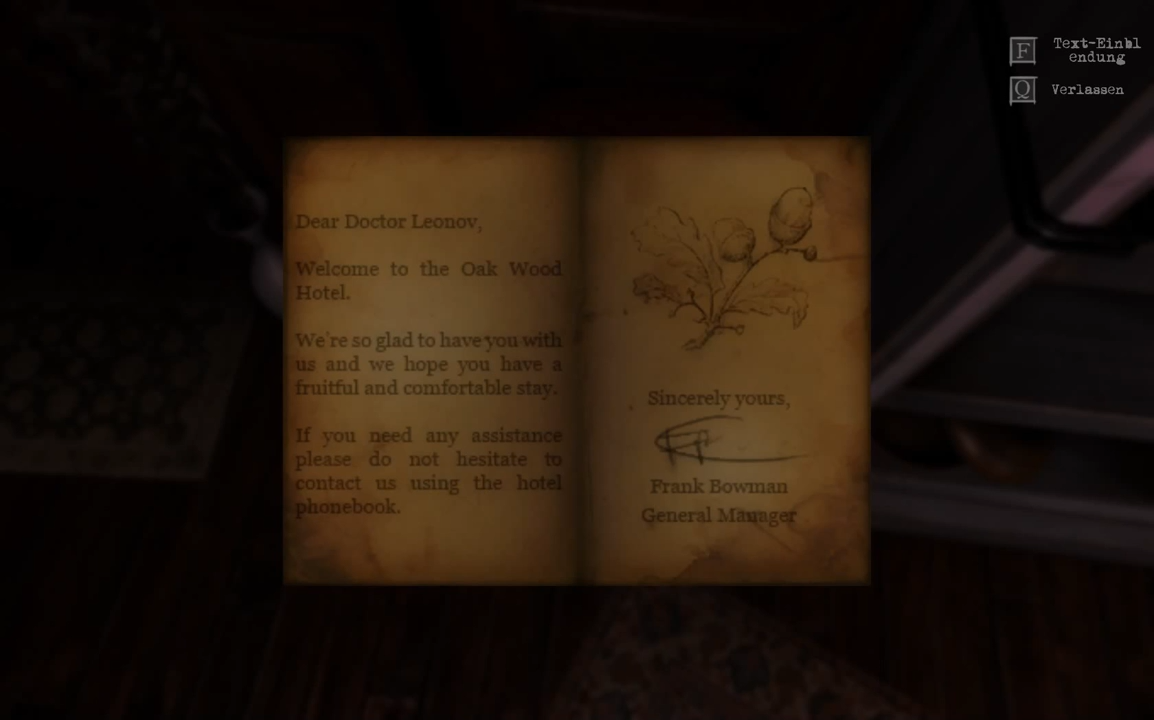 Dear Doctor Leonov,
Welcome to the Oak Wood
Hotel.
We're so glad to have you with
us and we hope you have a
fruitful and comfortable stay.
If you need any assistance
please do not hesitate to
contact us using the hotel
phonebook.
Sincerely yours,
Frank Bowman
General Manager
F
Text-Einbl
endung
Q
Verlassen